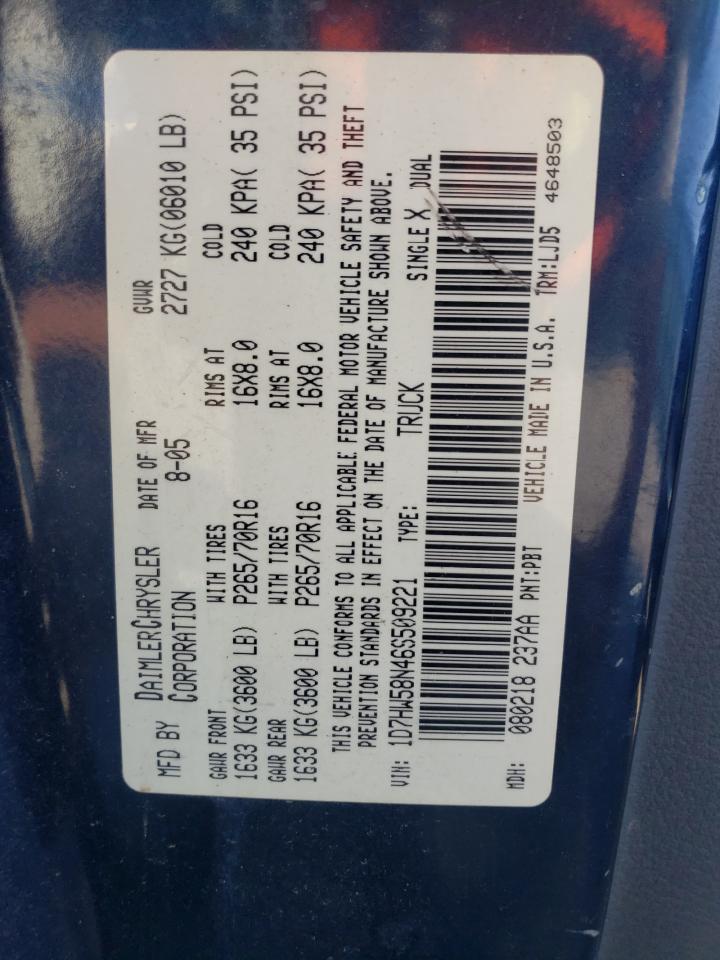 MFD BY DAIMLERCHRYSLER CORPORATION DATE OF MFR 8-05 GVWR 2727 KG(06010 LB)
GAWR FRONT WITH TIRES RIMS AT COLD
1633 KG(3600 LB) P265/70R16 16X8.0 240 KPA( 35 PSI)
GAWR REAR WITH TIRES RIMS AT COLD
1633 KG(3600 LB) P265/70R16 16X8.0 240 KPA( 35 PSI)
THIS VEHICLE CONFORMS TO ALL APPLICABLE FEDERAL MOTOR VEHICLE SAFETY AND THEFT
PREVENTION STANDARDS IN EFFECT ON THE DATE OF MANUFACTURE SHOWN ABOVE.
VIN: 1D7HW58N46S509221 TYPE: TRUCK SINGLE X DUAL
MDH: 080218 237AA PNT:PBT VEHICLE MADE IN U.S.A. TRM:LJD5
4648503